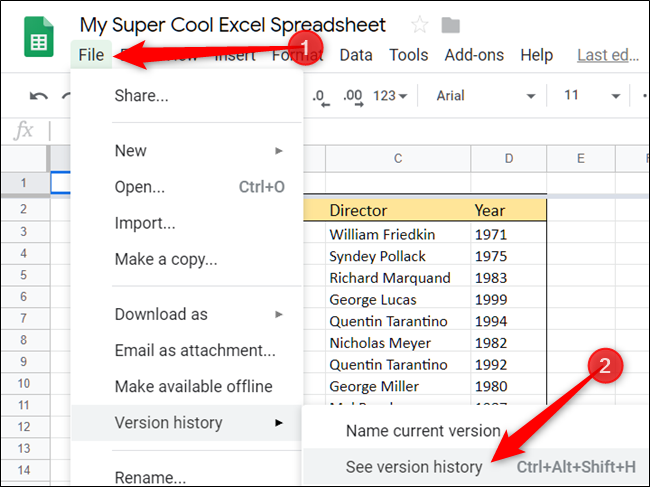 My Super Cool Excel Spreadsheet
File Insert Format Data Tools Add-ons Help Last ed...
1
.0 .00 123 Arial 11
Share...
fx
New
C D E
Open... Ctrl+O
1
Import...
2 Director Year
3 William Friedkin 1971
Make a copy...
4 Syndey Pollack 1975
5 Richard Marquand 1983
6 George Lucas 1999
Download as
7 Quentin Tarantino 1994
Email as attachment...
8 Nicholas Meyer 1982
9 Quentin Tarantino 1992
Make available offline
10 George Miller 1980
2
11
Version history
12 Name current version
13
See version history Ctrl+Alt+Shift+H
14
Rename...